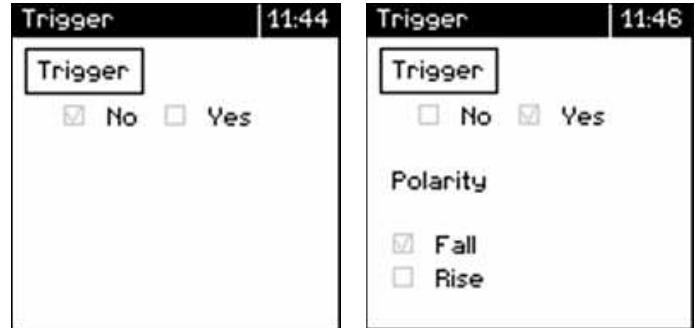 Trigger 11:44
Trigger
No Yes
Trigger 11:46
Trigger
No Yes
Polarity
Fall
Rise